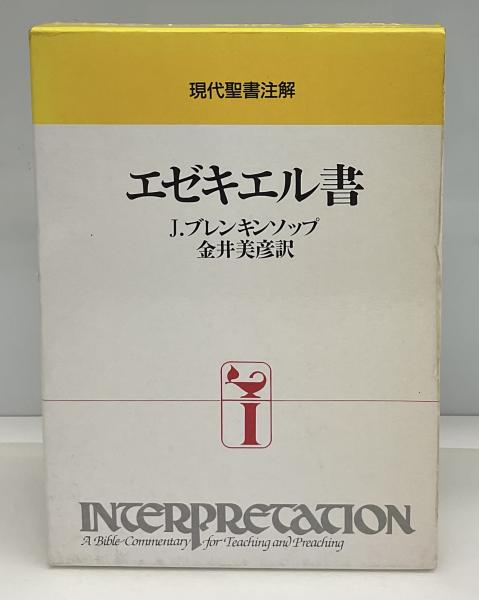 現代聖書注解
エゼキエル書
J.ブレンキンソップ
金井美彦訳
I
INTERPRETATION
A Bible Commentary for Teaching and Preaching